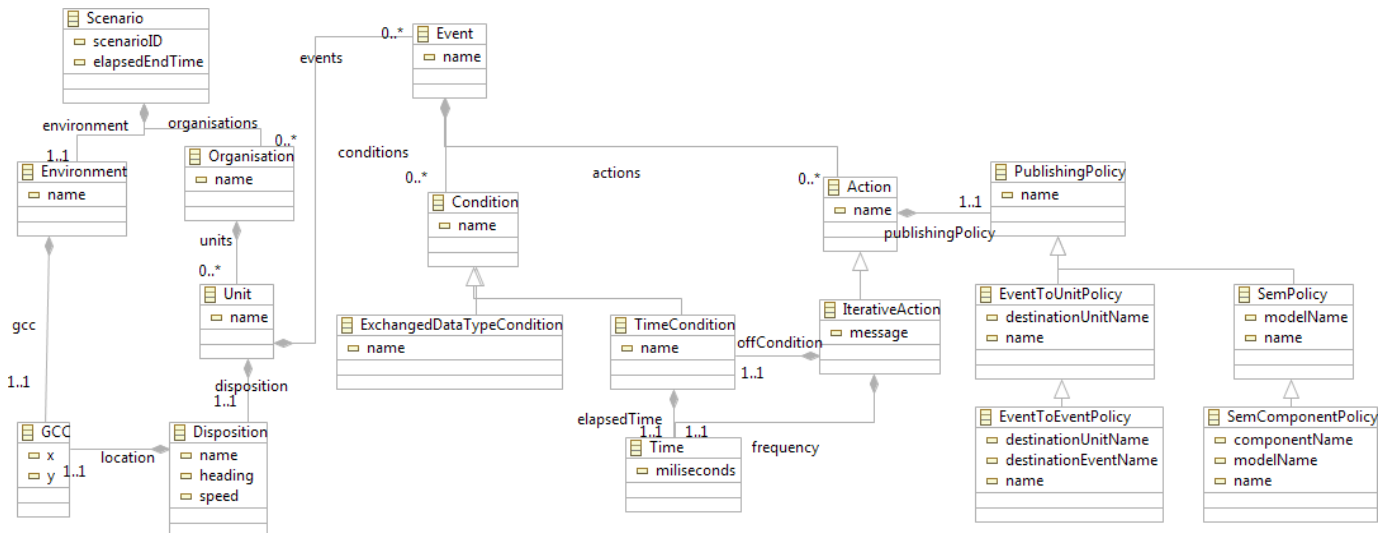 Scenario
scenarioID
elapsedEndTime
environment
organisations
1..1
0..*
Environment
name
Organisation
name
units
0..*
Unit
name
gcc
1..1
disposition
1..1
GCC
x
y
location
1..1
Disposition
name
heading
speed
events
0..*
Event
name
conditions
0..*
actions
0..*
Condition
name
Action
name
1..1
publishingPolicy
PublishingPolicy
name
ExchangedDataTypeCondition
name
TimeCondition
name
offCondition
1..1
IterativeAction
message
elapsedTime
1..1
1..1
frequency
Time
miliseconds
EventToUnitPolicy
destinationUnitName
name
SemPolicy
modelName
name
EventToEventPolicy
destinationUnitName
destinationEventName
name
SemComponentPolicy
componentName
modelName
name